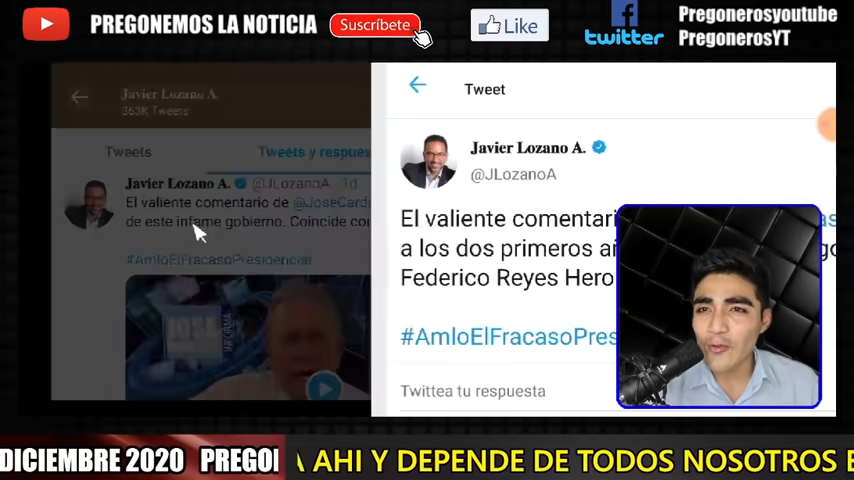 PREGONEMOS LA NOTICIA
Suscríbete
Like
twitter
Pregonerosyoutube
PregonerosYT
Javier Lozano A.
363K Tweets
Tweets
Tweets y respue
Javier Lozano A. @JLozanoA · 1d
El valiente comentario de @JoseCard
de este infame gobierno. Coincide co
#AmloElFracasoPresidencial
INFORMA
Tweet
Javier Lozano A.
@JLozanoA
El valiente comentari
a los dos primeros a
Federico Reyes Hero
#AmloElFracasoPres
Twittea tu respuesta
DICIEMBRE 2020 PREGO
A AHI Y DEPENDE DE TODOS NOSOTROS E